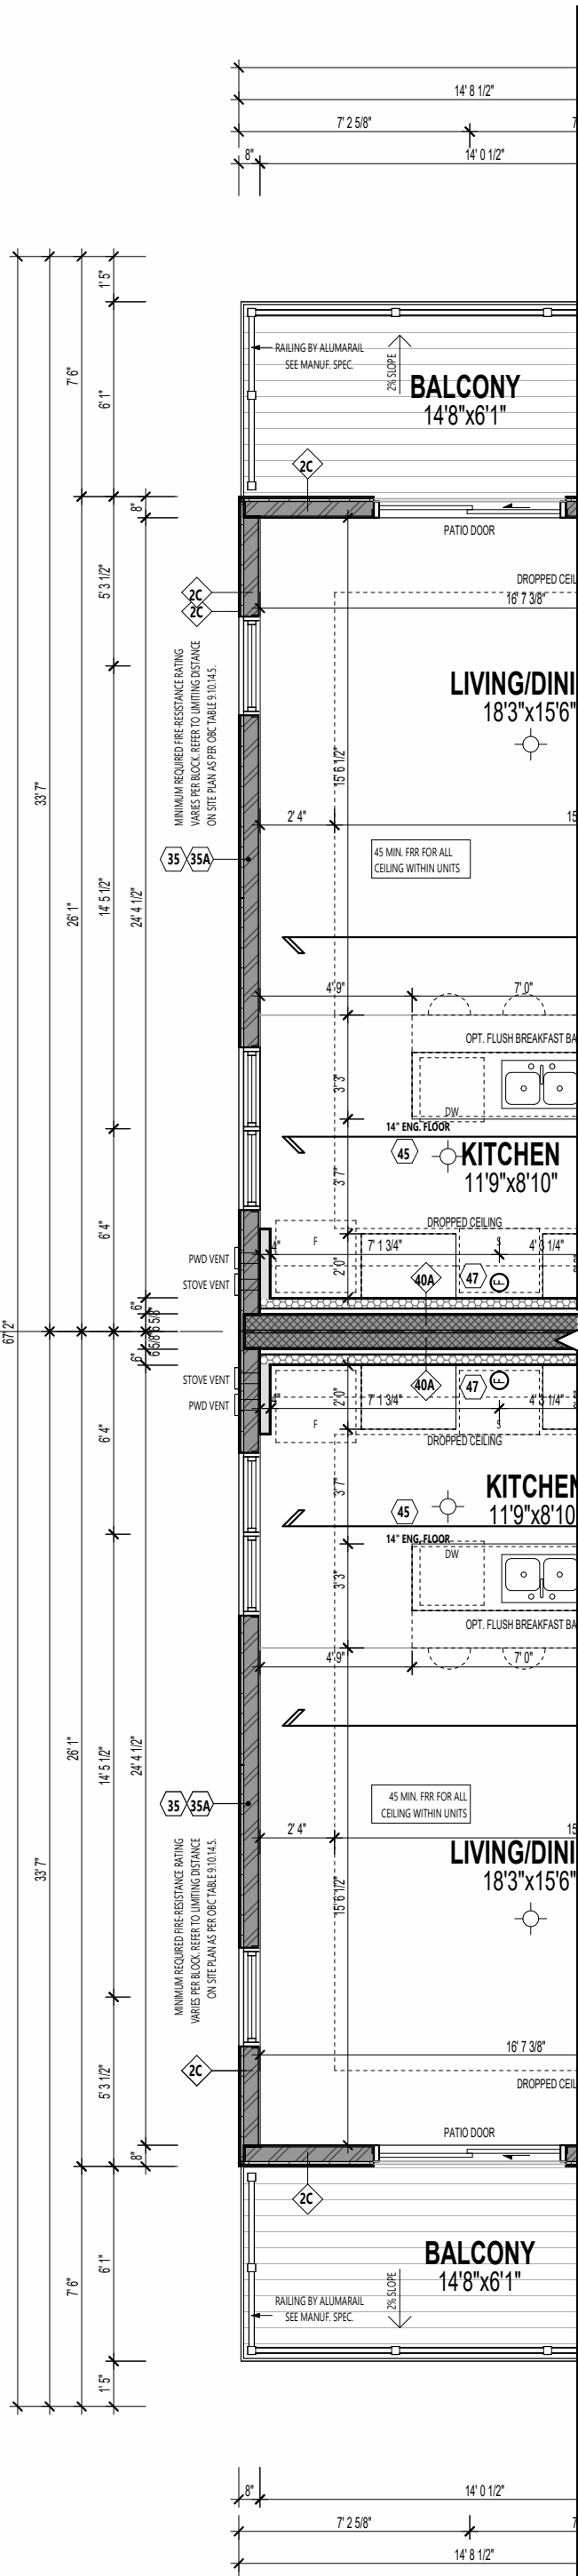 14' 8 1/2"
7' 2 5/8"
8"
14' 0 1/2"
1' 5"
7' 6"
6' 1"
RAILING BY ALUMARAIL
SEE MANUF. SPEC.
2% SLOPE
BALCONY
14'8"x6'1"
2C
8"
PATIO DOOR
5' 3 1/2"
2C
2C
DROPPED CEIL
16' 7 3/8"
MINIMUM REQUIRED FIRE-RESISTANCE RATING
VARIES PER BLOCK. REFER TO LIMITING DISTANCE
ON SITE PLAN AS PER OBC TABLE 9.10.14.5.
LIVING/DINI
18'3"x15'6"
15' 6 1/2"
33' 7"
2' 4"
15
35
35A
45 MIN. FRR FOR ALL
CEILING WITHIN UNITS
26' 1"
14' 5 1/2"
24' 4 1/2"
4' 9"
7' 0"
OPT. FLUSH BREAKFAST BA
3' 3"
DW
14" ENG. FLOOR
45
KITCHEN
11'9"x8'10"
3' 7"
6' 4"
DROPPED CEILING
F
7' 1 3/4"
S
4' 3 1/4"
PWD VENT
STOVE VENT
4"
2' 0"
40A
47
F
6"
6 5/8"
67' 2"
6 5/8"
6"
STOVE VENT
PWD VENT
4"
2' 0"
40A
47
F
F
7' 1 3/4"
S
4' 3 1/4"
DROPPED CEILING
6' 4"
3' 7"
KITCHEN
11'9"x8'10
45
14" ENG. FLOOR
DW
3' 3"
OPT. FLUSH BREAKFAST BA
4' 9"
7' 0"
26' 1"
14' 5 1/2"
24' 4 1/2"
35
35A
45 MIN. FRR FOR ALL
CEILING WITHIN UNITS
2' 4"
15
33' 7"
MINIMUM REQUIRED FIRE-RESISTANCE RATING
VARIES PER BLOCK. REFER TO LIMITING DISTANCE
ON SITE PLAN AS PER OBC TABLE 9.10.14.5.
LIVING/DINI
18'3"x15'6"
15' 6 1/2"
16' 7 3/8"
2C
5' 3 1/2"
DROPPED CEIL
PATIO DOOR
8"
2C
BALCONY
14'8"x6'1"
6' 1"
7' 6"
2% SLOPE
RAILING BY ALUMARAIL
SEE MANUF. SPEC.
1' 5"
8"
14' 0 1/2"
7' 2 5/8"
14' 8 1/2"